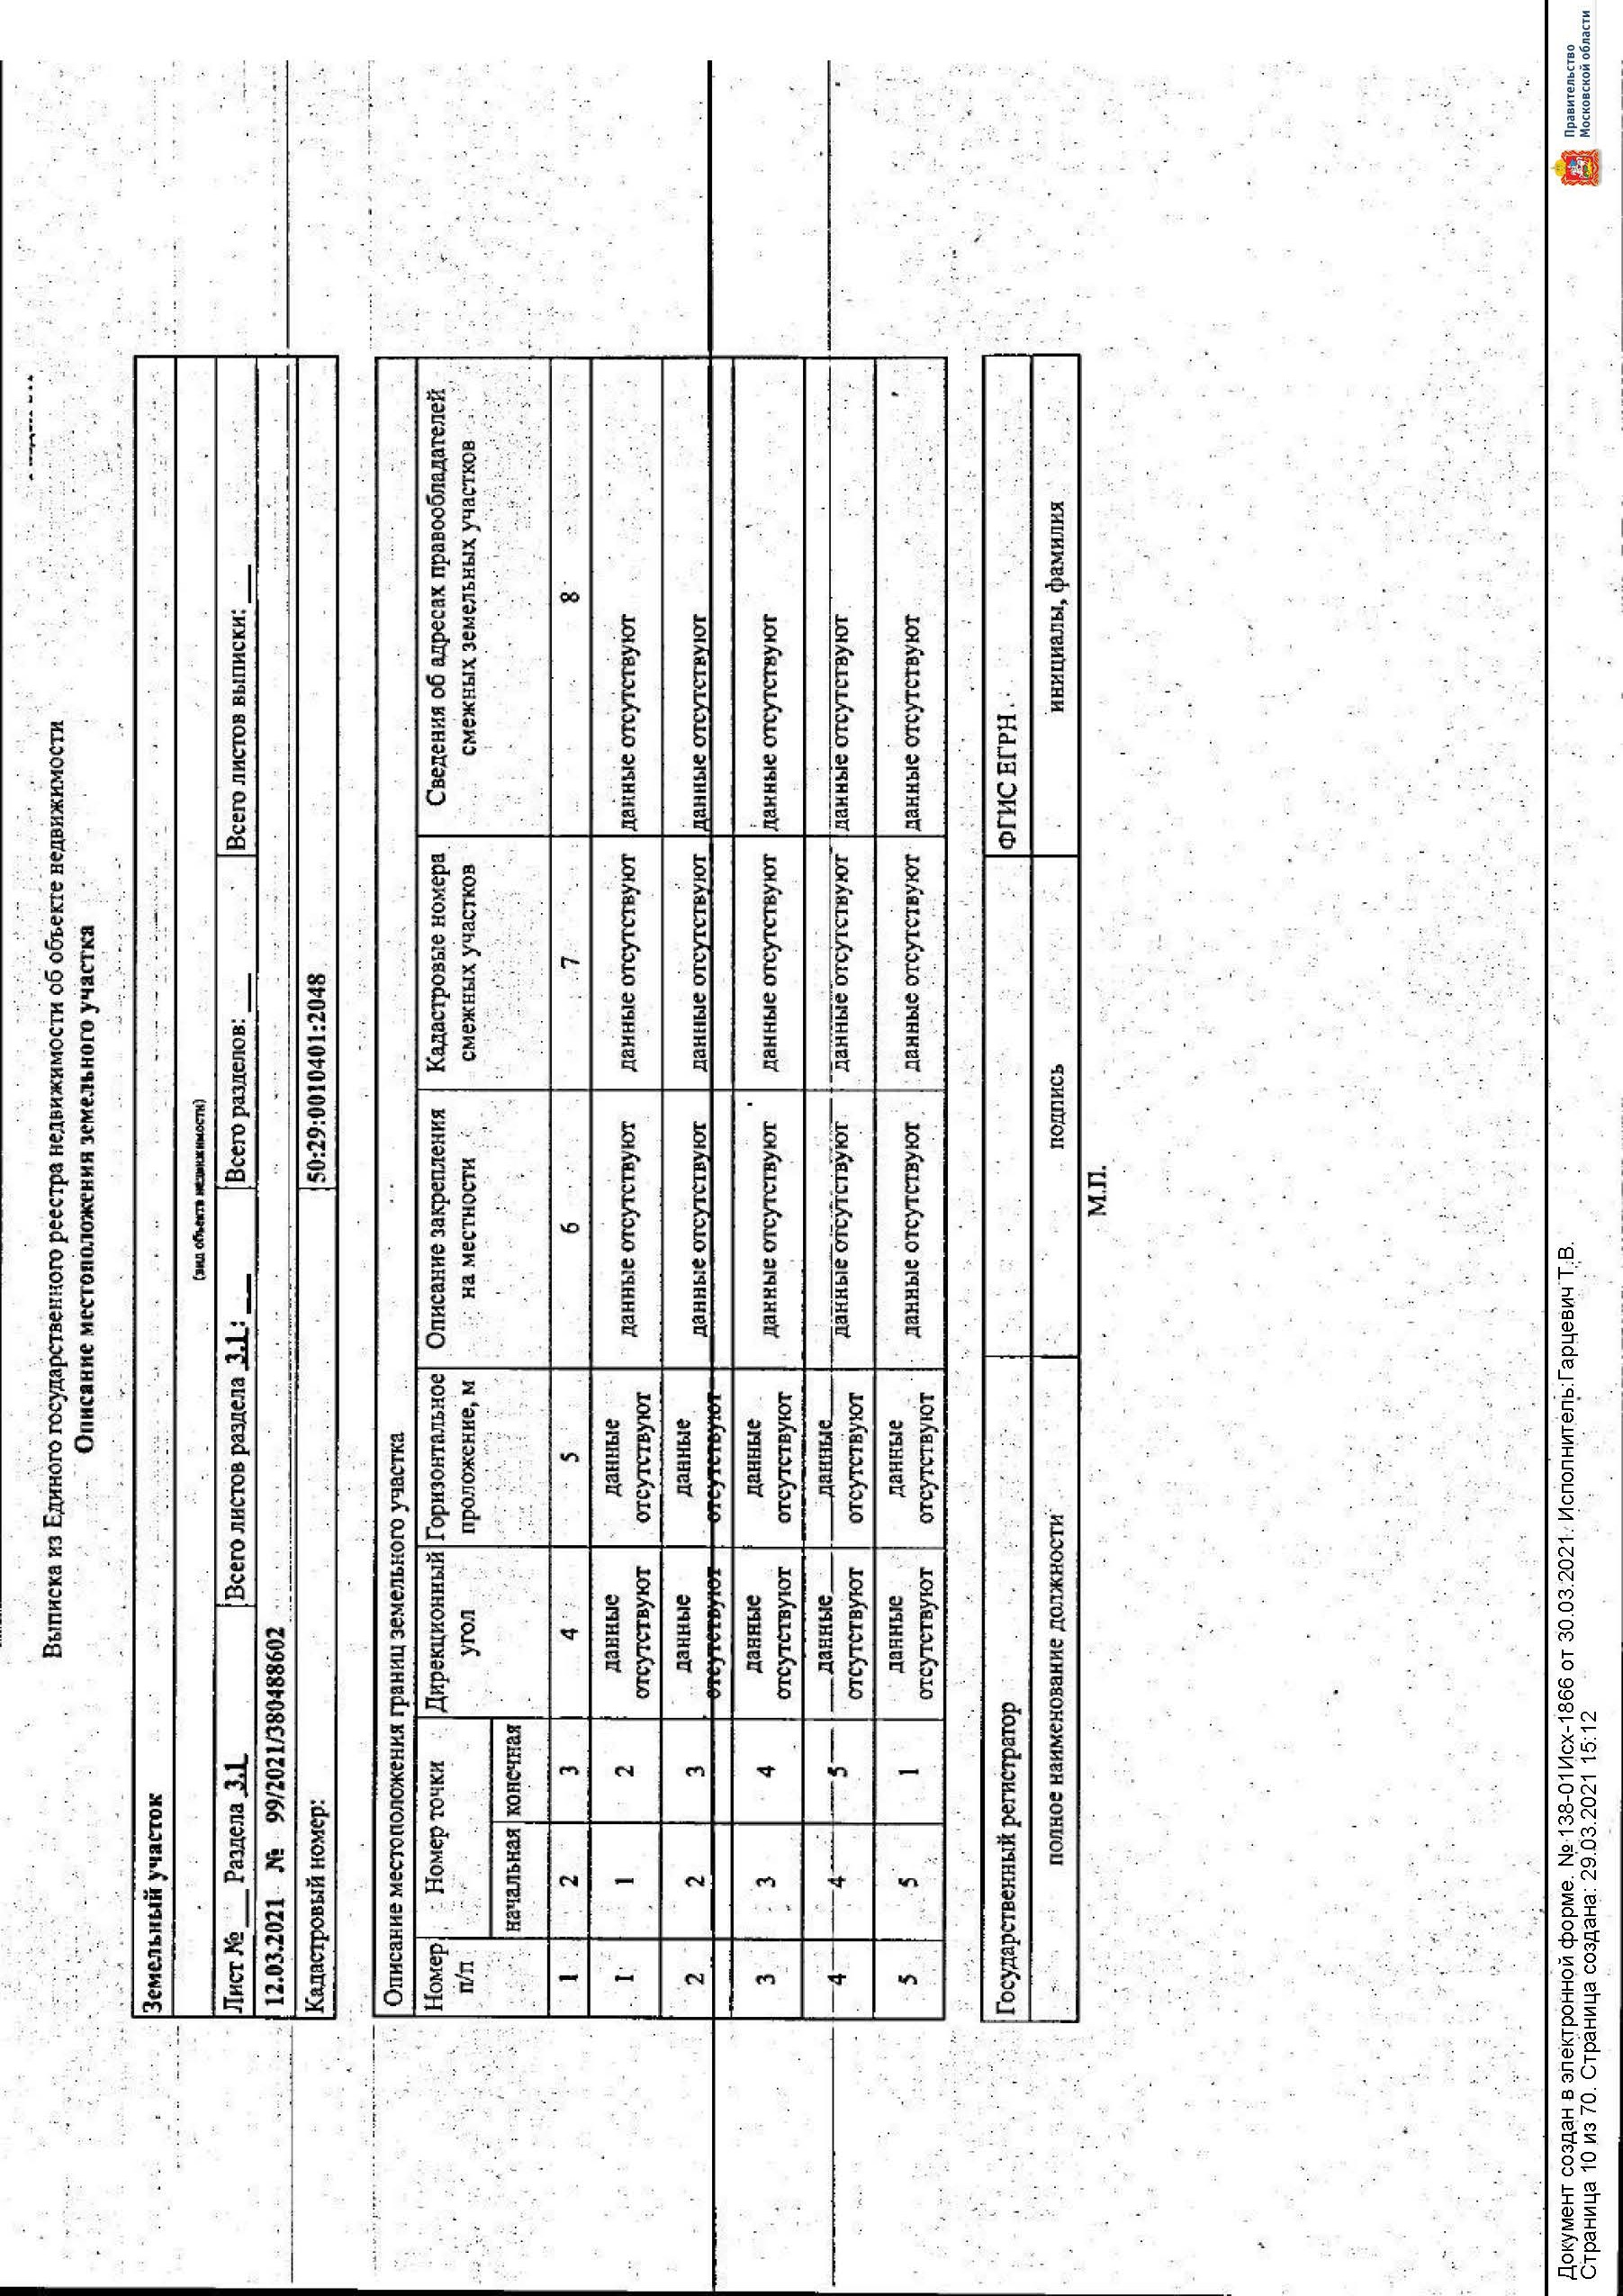 Выписка из Единого государственного реестра недвижимости об объекте недвижимости
Описание местоположения земельного участка
Земельный участок
(вид объекта недвижимости)
Лист № ___ Раздела 3.1 Всего листов раздела 3.1: ___ Всего разделов: ___ Всего листов выписки: ___
12.03.2021 № 99/2021/380488602
Кадастровый номер: 50:29:0010401:2048
Описание местоположения границ земельного участка
Номер п/п Номер точки Дирекционный угол Горизонтальное проложение, м Описание закрепления на местности Кадастровые номера смежных участков Сведения об адресах правообладателей смежных земельных участков
начальная конечная
1 2 3 4 5 6 7 8
1 1 2 данные отсутствуют данные отсутствуют данные отсутствуют данные отсутствуют данные отсутствуют
2 2 3 данные отсутствуют данные отсутствуют данные отсутствуют данные отсутствуют данные отсутствуют
3 3 4 данные отсутствуют данные отсутствуют данные отсутствуют данные отсутствуют данные отсутствуют
4 4 5 данные отсутствуют данные отсутствуют данные отсутствуют данные отсутствуют данные отсутствуют
5 5 1 данные отсутствуют данные отсутствуют данные отсутствуют данные отсутствуют данные отсутствуют
Государственный регистратор ФГИС ЕГРН
полное наименование должности подпись инициалы, фамилия
М.П.
Документ создан в электронной форме. № 138-01Исх-1866 от 30.03.2021. Исполнитель:Гарцевич Т.В.
Страница 10 из 70. Страница создана: 29.03.2021 15:12
Правительство
Московской области